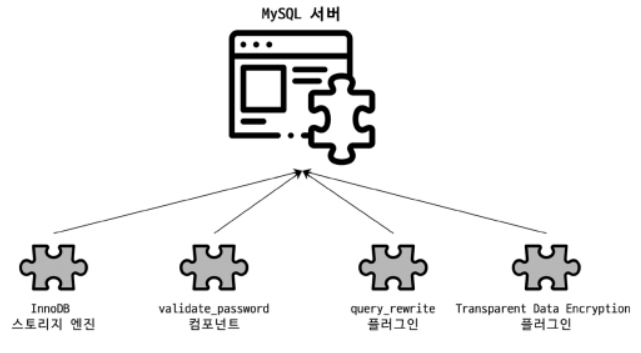 MySQL 서버
InnoDB
스토리지 엔진
validate_password
컴포넌트
query_rewrite
플러그인
Transparent Data Encryption
플러그인